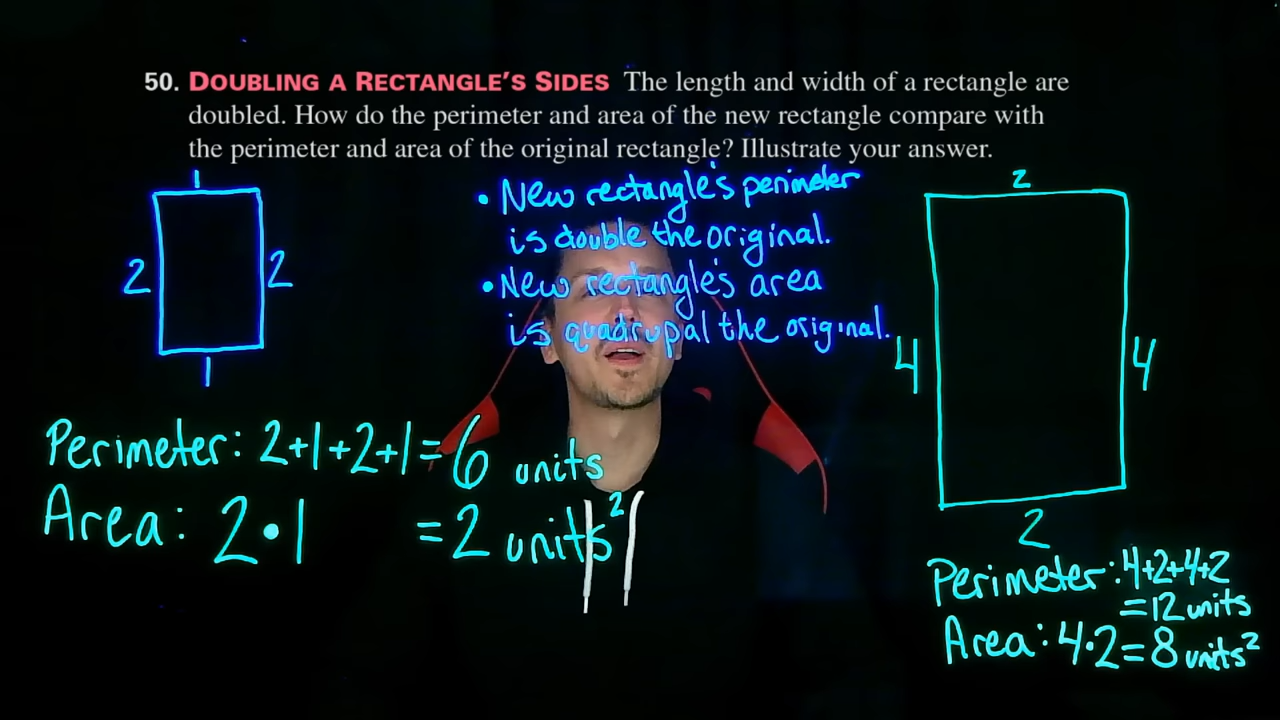 50. DOUBLING A RECTANGLE'S SIDES The length and width of a rectangle are
doubled. How do the perimeter and area of the new rectangle compare with
the perimeter and area of the original rectangle? Illustrate your answer.
1
2
2
1
• New rectangle's perimeter
is double the original.
• New rectangle's area
is quadrupal the original.
2
4
4
2
Perimeter: 2+1+2+1=6 units
Area: 2•1 =2 units²
Perimeter: 4+2+4+2
=12 units
Area: 4•2=8 units²